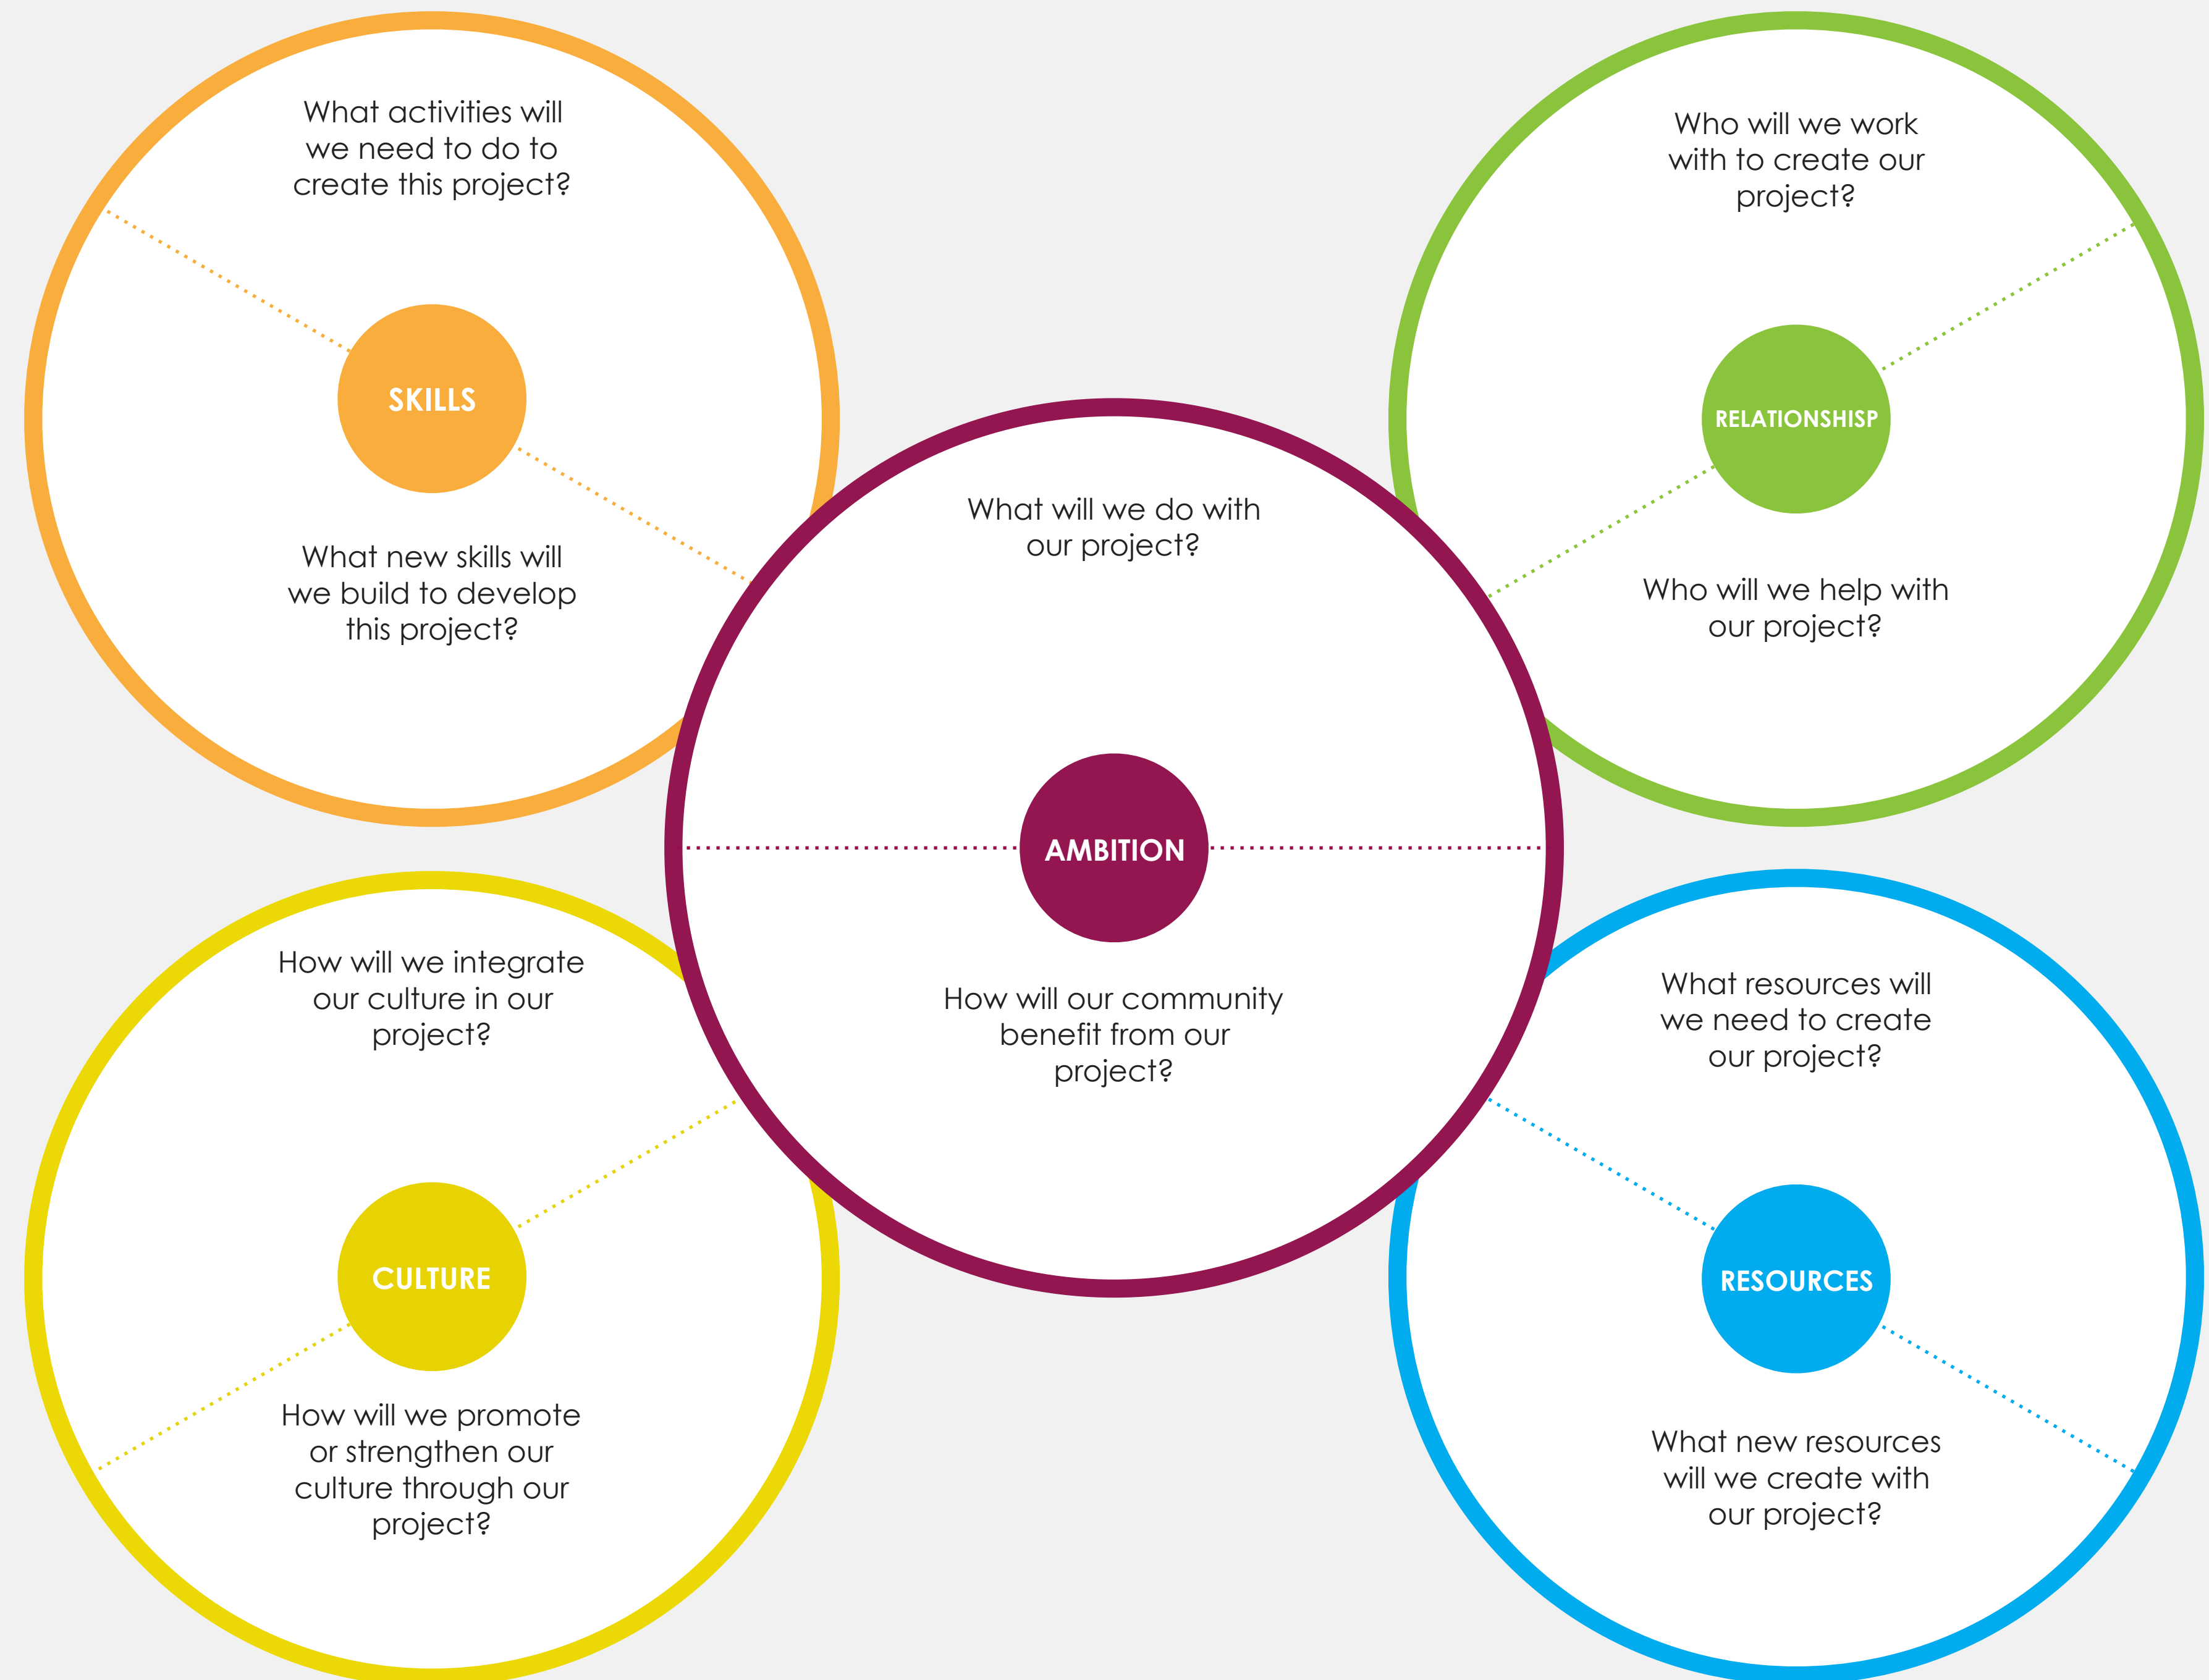 What activities will
we need to do to
create this project?
SKILLS
What new skills will
we build to develop
this project?
Who will we work
with to create our
project?
RELATIONSHISP
Who will we help with
our project?
What will we do with
our project?
AMBITION
How will our community
benefit from our
project?
How will we integrate
our culture in our
project?
CULTURE
How will we promote
or strengthen our
culture through our
project?
What resources will
we need to create
our project?
RESOURCES
What new resources
will we create with
our project?